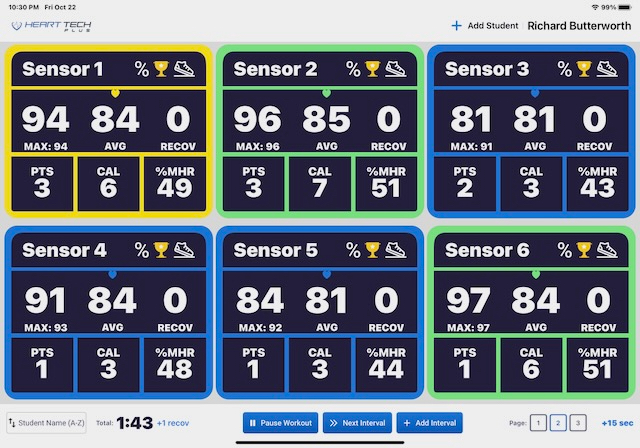 10:30 PM Fri Oct 22
99%
HEART TECH
PLUS
+ Add Student
Richard Butterworth
Sensor 1 %
94 84 0
MAX: 94 AVG RECOV
PTS CAL %MHR
3 6 49
Sensor 2 %
96 85 0
MAX: 96 AVG RECOV
PTS CAL %MHR
3 7 51
Sensor 3 %
81 81 0
MAX: 91 AVG RECOV
PTS CAL %MHR
2 3 43
Sensor 4 %
91 84 0
MAX: 93 AVG RECOV
PTS CAL %MHR
1 3 48
Sensor 5 %
84 81 0
MAX: 92 AVG RECOV
PTS CAL %MHR
1 3 44
Sensor 6 %
97 84 0
MAX: 97 AVG RECOV
PTS CAL %MHR
1 6 51
Student Name (A-Z)
Total: 1:43 +1 recov
Pause Workout
Next Interval
+ Add Interval
Page: 1 2 3
+15 sec